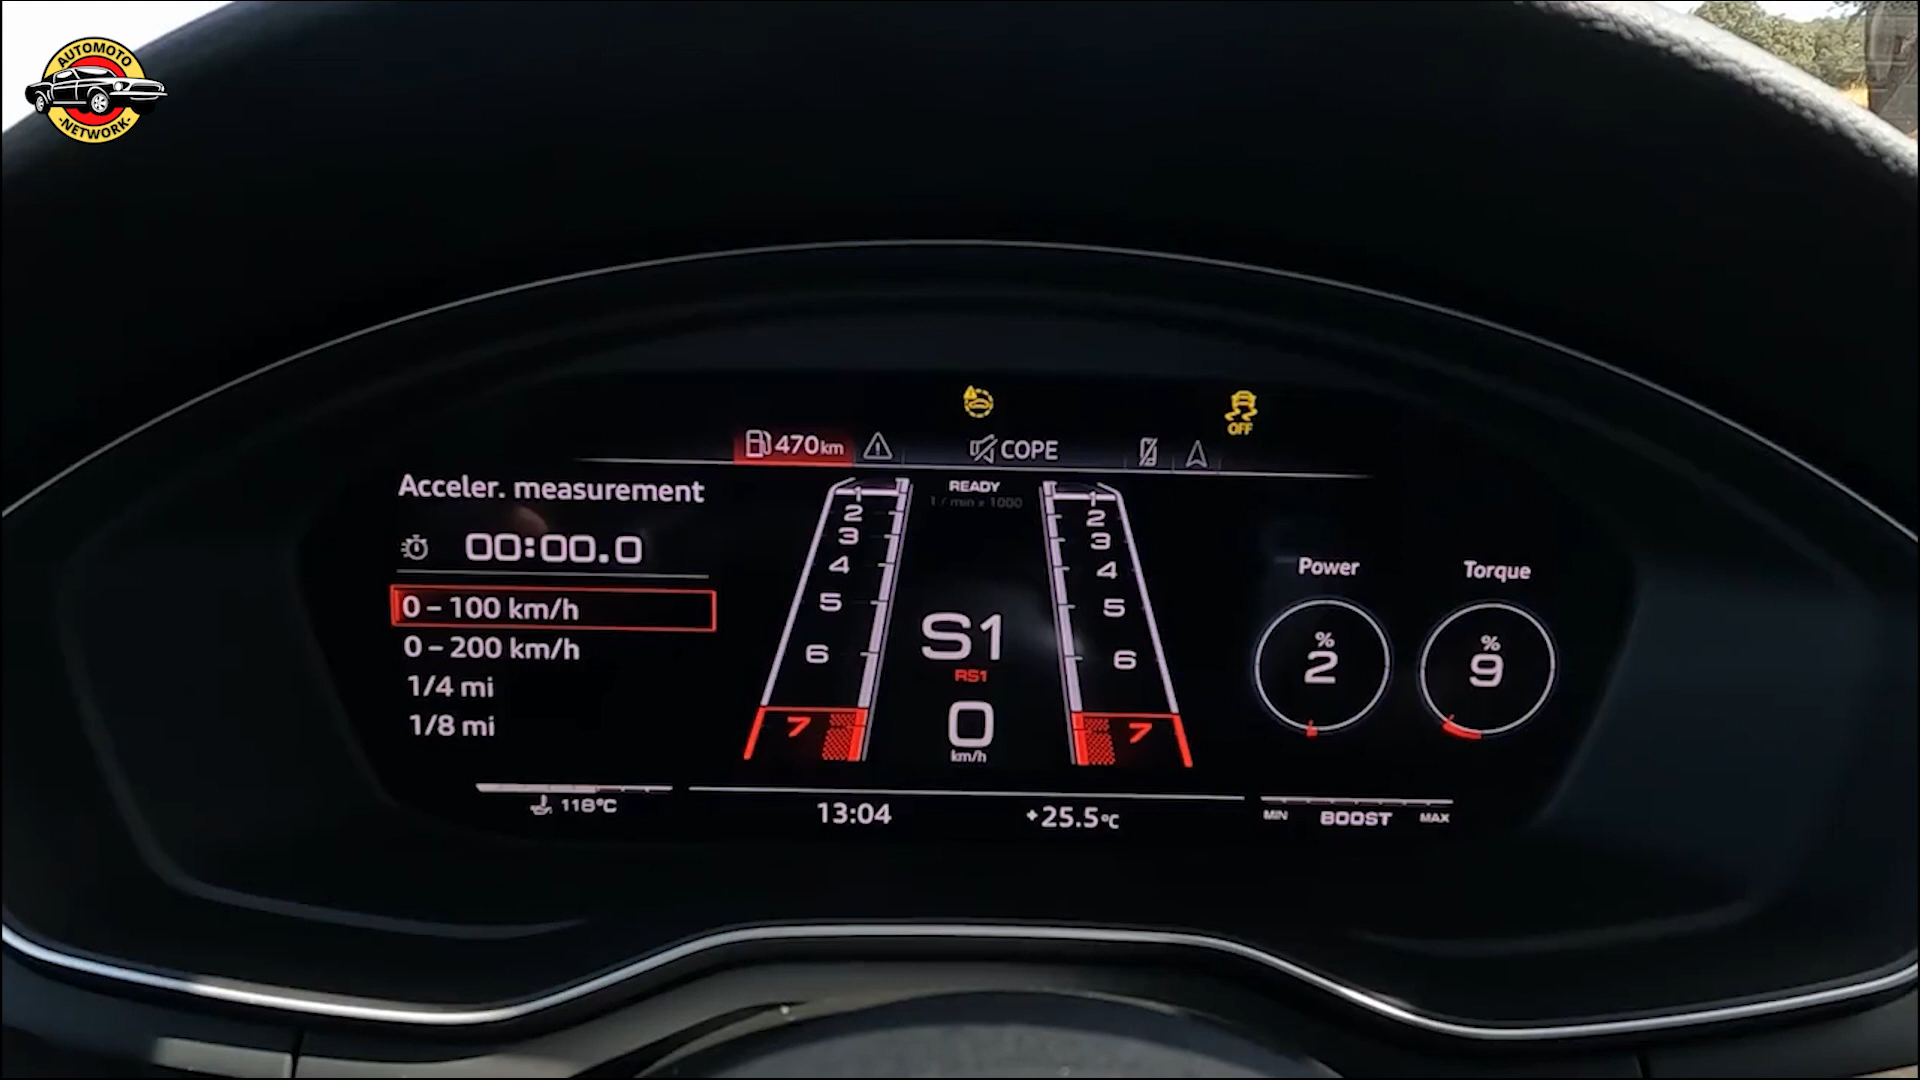 AUTOMOTO
-NETWORK-
OFF
470km
COPE
Acceler. measurement
00:00.0
0 – 100 km/h
0 – 200 km/h
1/4 mi
1/8 mi
118°C
READY
1 / min x 1000
1
2
3
4
5
6
7
S1
RS1
0
km/h
1
2
3
4
5
6
7
13:04
+25.5°C
Power
%
2
Torque
%
9
MIN
BOOST
MAX